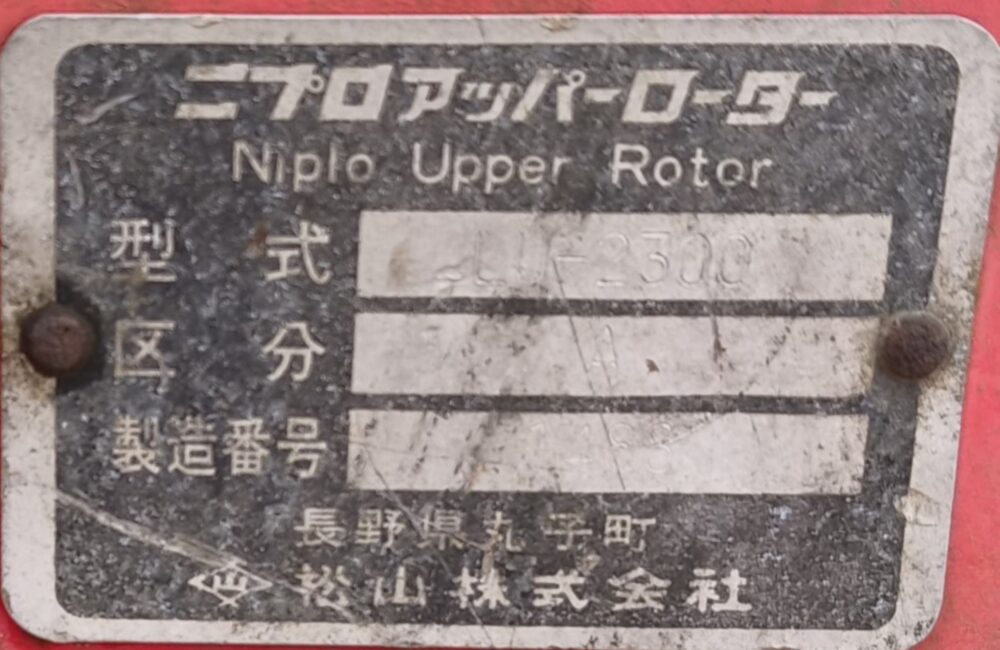 ニプロアッパーローター
Niplo Upper Rotor
型式 -2300
区分 A
製造番号
長野県丸子町
松山株式会社